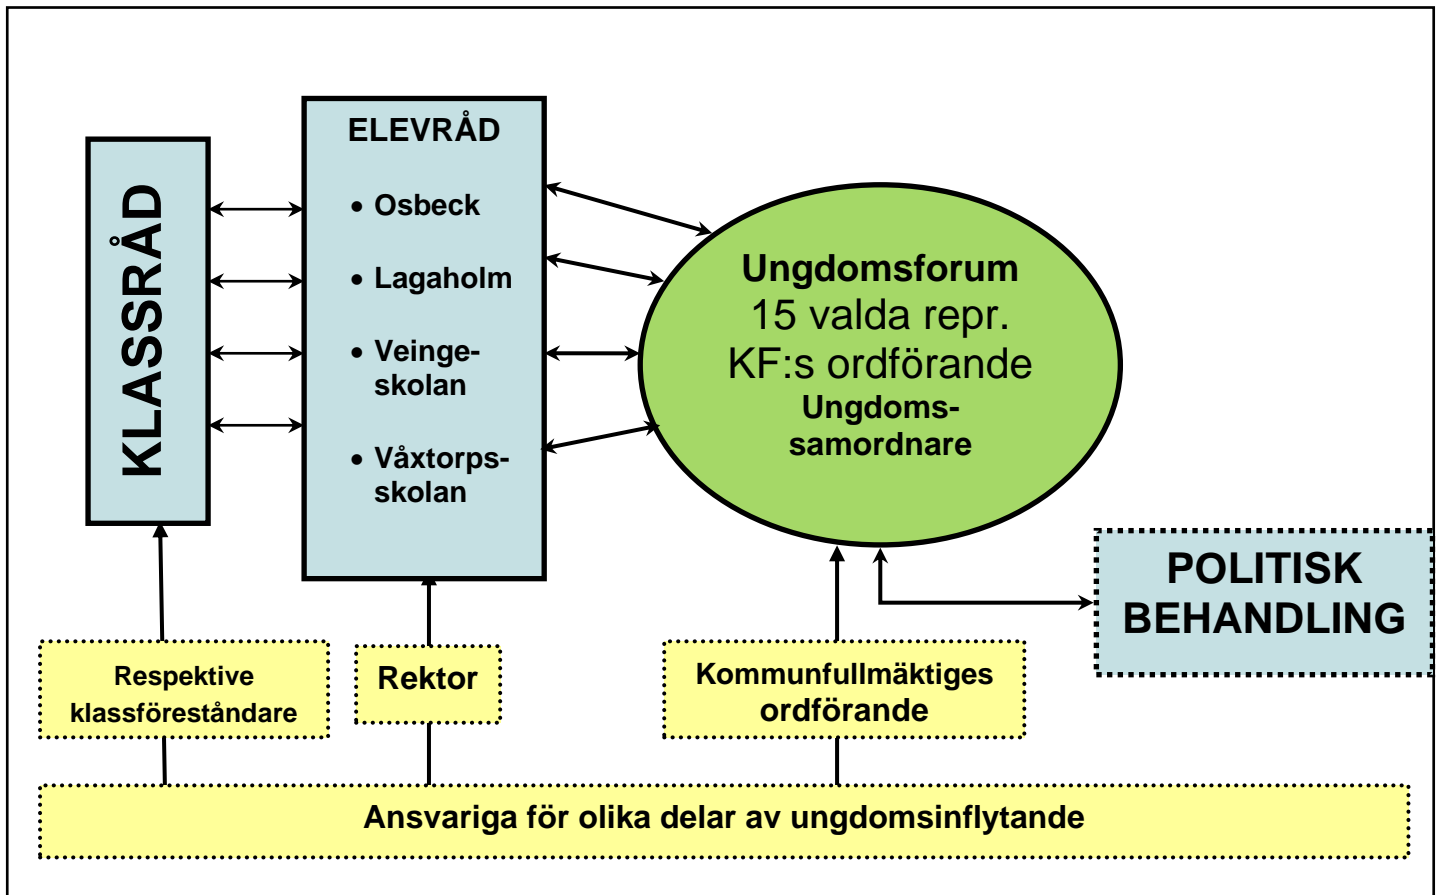 KLASSRÅD
ELEVRÅD
• Osbeck
• Lagaholm
• Veinge-
skolan
• Våxtorps-
skolan
Ungdomsforum
15 valda repr.
KF:s ordförande
Ungdoms-
samordnare
POLITISK
BEHANDLING
Respektive
klassföreståndare
Rektor
Kommunfullmäktiges
ordförande
Ansvariga för olika delar av ungdomsinflytande